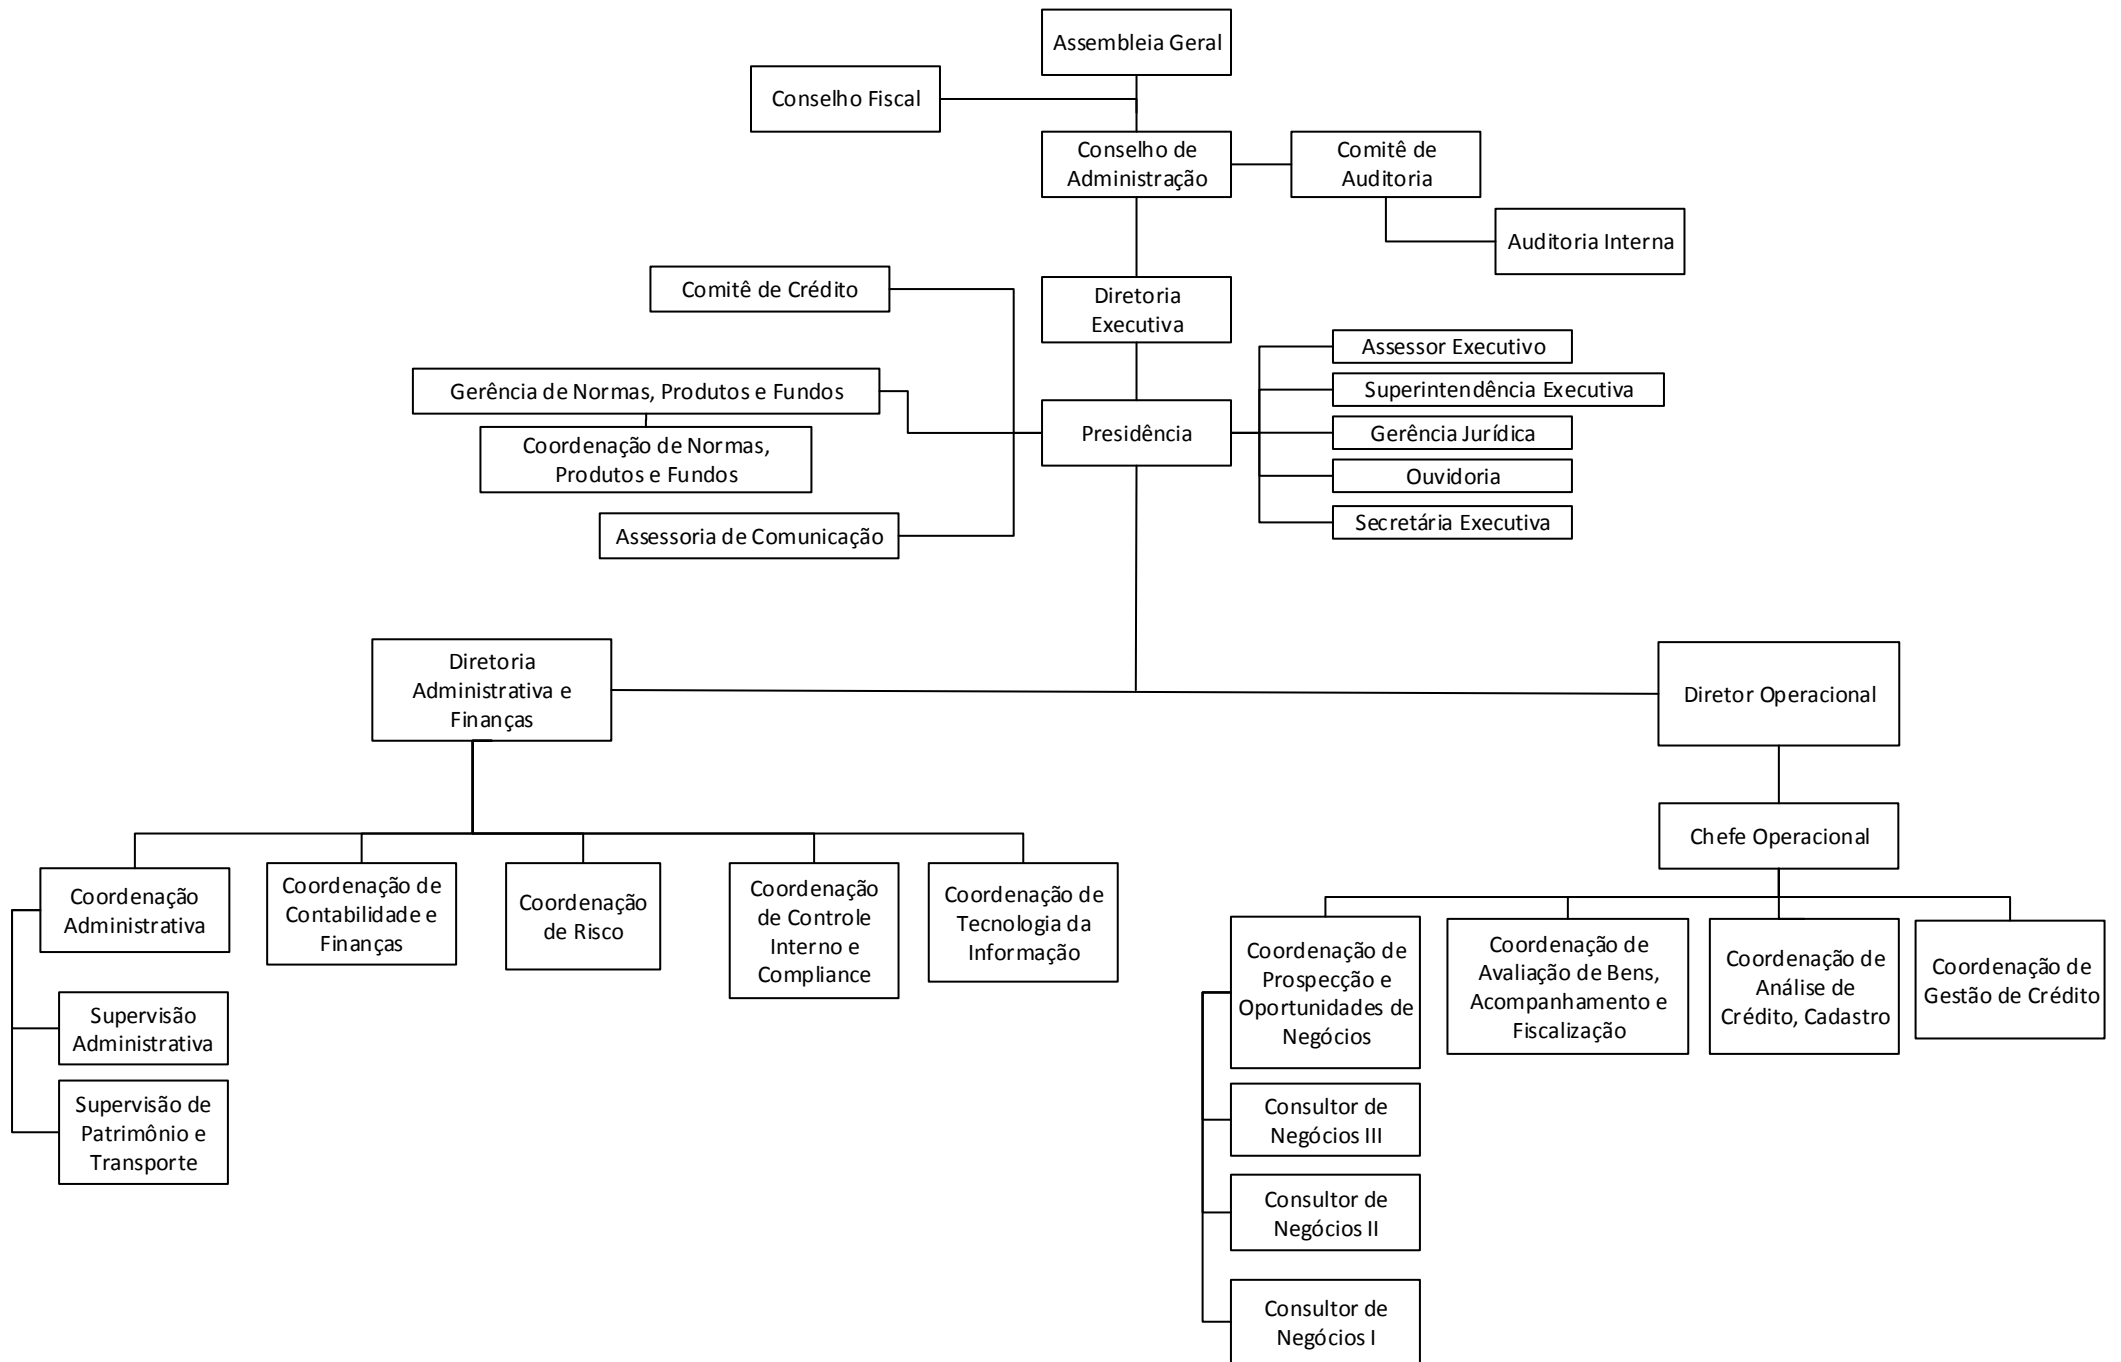 Assembleia Geral
Conselho Fiscal
Conselho de
Administração
Comitê de
Auditoria
Auditoria Interna
Comitê de Crédito
Diretoria
Executiva
Assessor Executivo
Superintendência Executiva
Gerência de Normas, Produtos e Fundos
Presidência
Gerência Jurídica
Coordenação de Normas,
Produtos e Fundos
Ouvidoria
Secretária Executiva
Assessoria de Comunicação
Diretoria
Administrativa e
Finanças
Diretor Operacional
Chefe Operacional
Coordenação
Administrativa
Coordenação de
Contabilidade e
Finanças
Coordenação
de Risco
Coordenação
de Controle
Interno e
Compliance
Coordenação de
Tecnologia da
Informação
Coordenação de
Prospecção e
Oportunidades de
Negócios
Coordenação de
Avaliação de Bens,
Acompanhamento e
Fiscalização
Coordenação de
Análise de
Crédito, Cadastro
Coordenação de
Gestão de Crédito
Supervisão
Administrativa
Supervisão de
Patrimônio e
Transporte
Consultor de
Negócios III
Consultor de
Negócios II
Consultor de
Negócios I